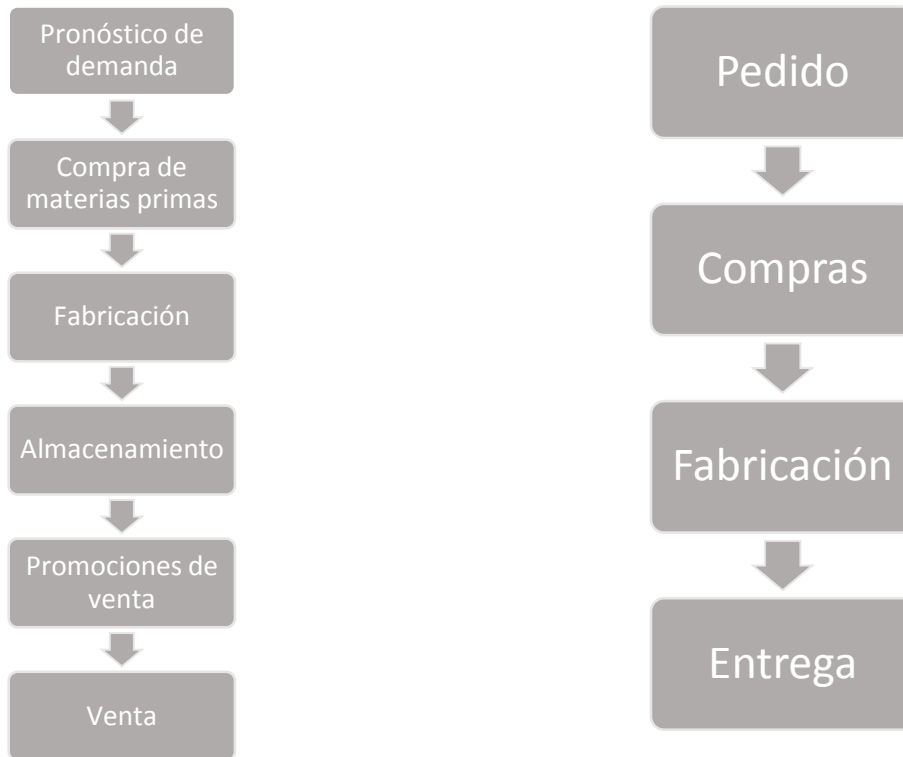 Pronóstico de
demanda
Compra de
materias primas
Fabricación
Almacenamiento
Promociones de
venta
Venta
Pedido
Compras
Fabricación
Entrega